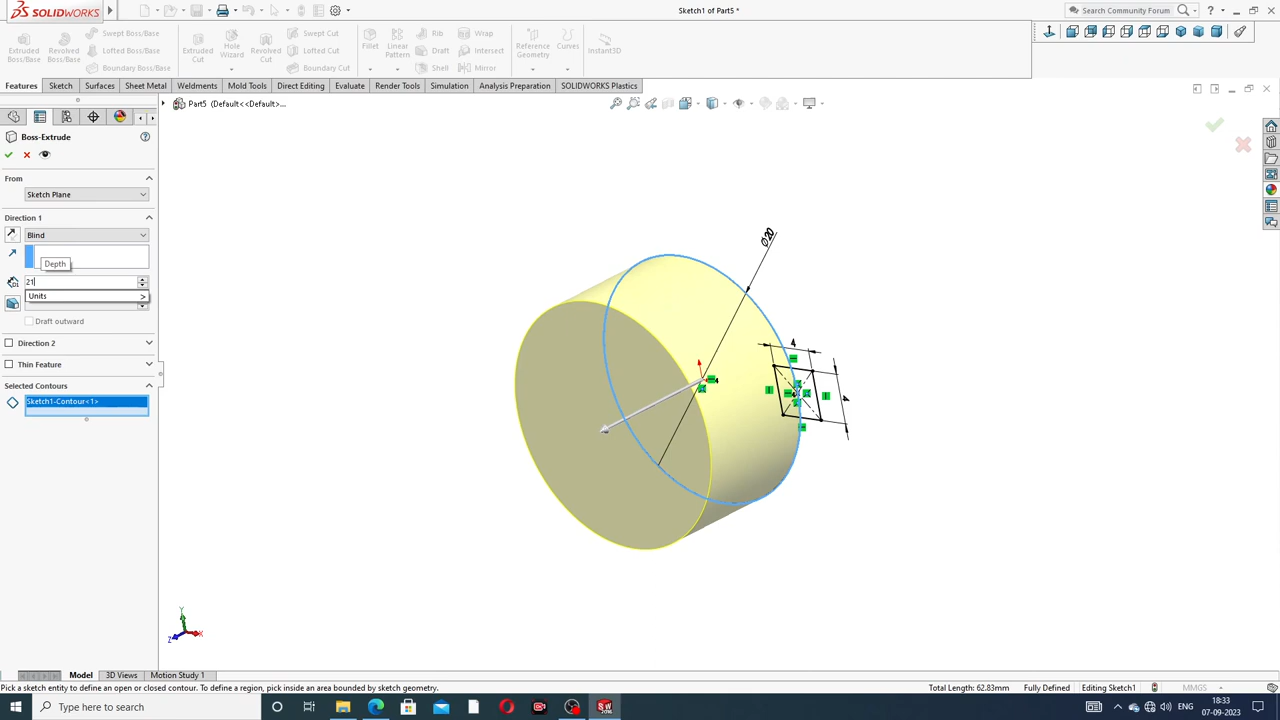 SOLIDWORKS
Sketch1 of Part5 *
Search Community Forum
Extruded Boss/Base
Revolved Boss/Base
Swept Boss/Base
Lofted Boss/Base
Boundary Boss/Base
Extruded Cut
Hole Wizard
Revolved Cut
Swept Cut
Lofted Cut
Boundary Cut
Fillet
Linear Pattern
Rib
Draft
Shell
Wrap
Intersect
Mirror
Reference Geometry
Curves
Instant3D
Features
Sketch
Surfaces
Sheet Metal
Weldments
Mold Tools
Direct Editing
Evaluate
Render Tools
Simulation
Analysis Preparation
SOLIDWORKS Plastics
Part5 (Default<<Default>...
Boss-Extrude
From
Sketch Plane
Direction 1
Blind
Depth
21
Units >
Draft outward
Direction 2
Thin Feature
Selected Contours
Sketch1-Contour<1>
Ø20
4
4
4
Y
Z
X
Model
3D Views
Motion Study 1
Pick a sketch entity to define an open or closed contour. To define a region, pick inside an area bounded by sketch geometry.
Total Length: 62.83mm
Fully Defined
Editing Sketch1
MMGS
Type here to search
ENG
18:33
07-09-2023